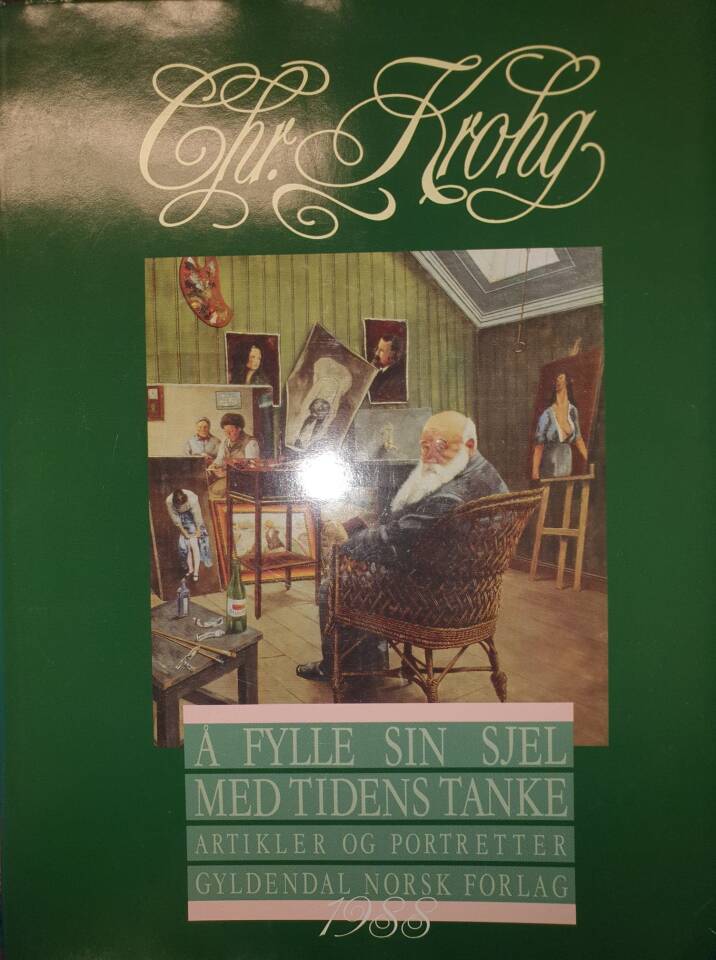 Chr. Krohg
Å FYLLE SIN SJEL
MED TIDENS TANKE
ARTIKLER OG PORTRETTER
GYLDENDAL NORSK FORLAG
1988